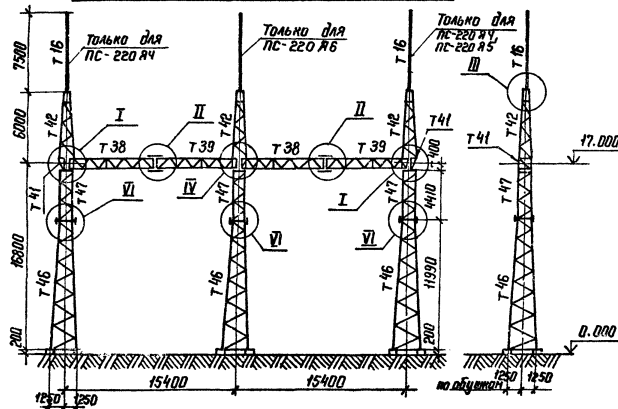 Только для
ПС-220 Я4
Только для
ПС-220 Я6
Только для
ПС-220 Я4,
ПС-220 Я5
Т 16
Т 16
Т 16
Т 16
III
7500
6000
16800
200
Т 42
Т 42
Т 42
Т 42
I
II
II
Т 38
Т 39
Т 38
Т 39
Т 41
Т 41
Т 41
400
17.000
Т 47
Т 47
Т 47
Т 47
VI
IV
I
VI
VI
4410
11990
200
Т 46
Т 46
Т 46
Т 46
0.000
1250
1250
15400
15400
по обушкам
1250
1250